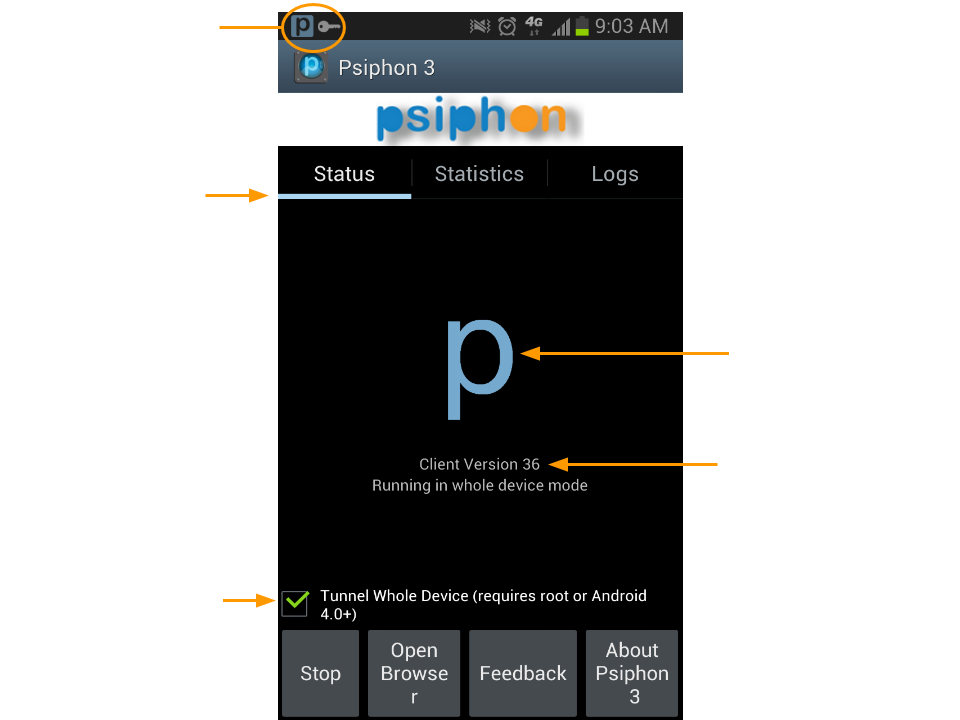 p
4G
9:03 AM
p
Psiphon 3
psiphon
Status
Statistics
Logs
p
Client Version 36
Running in whole device mode
Tunnel Whole Device (requires root or Android
4.0+)
Stop
Open
Browse
r
Feedback
About
Psiphon
3